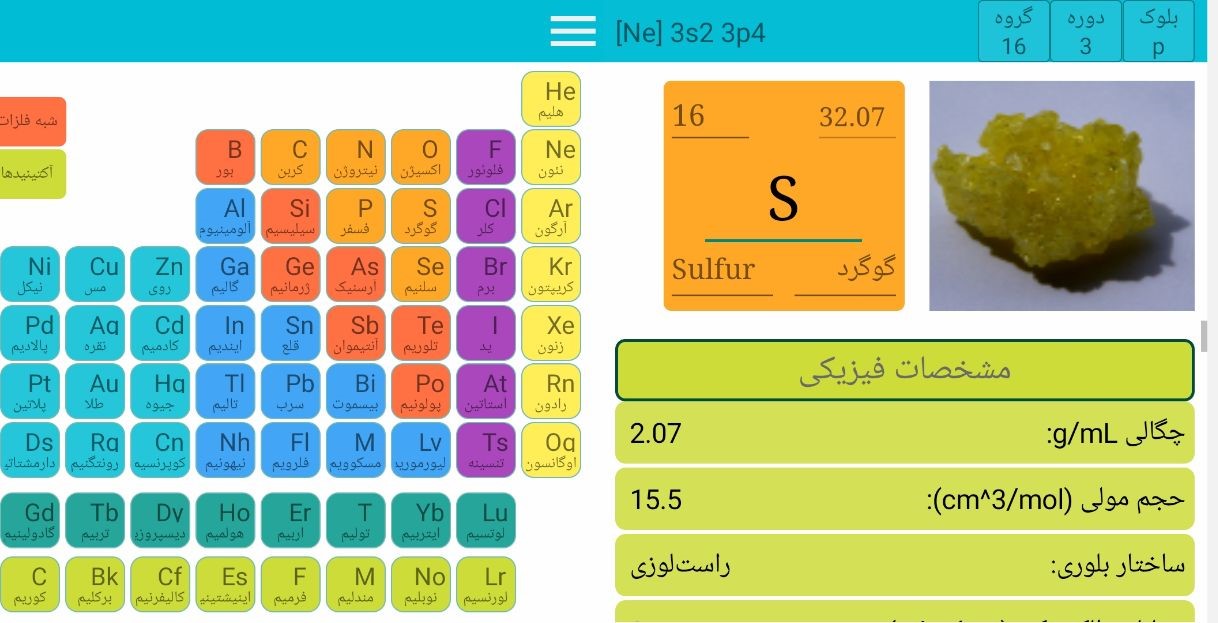 شبه فلزات
آکتینیدها
He
هلیم
B C N O F Ne
بور کربن نیتروژن اکسیژن فلوئور نئون
Al Si P S Cl Ar
آلومینیوم سیلیسیم فسفر گوگرد کلر آرگون
Ni Cu Zn Ga Ge As Se Br Kr
نیکل مس روی گالیم ژرمانیم آرسنیک سلنیم برم کریپتون
Pd Ag Cd In Sn Sb Te I Xe
پالادیم نقره کادمیم ایندیم قلع آنتیموان تلوریم ید زنون
Pt Au Hg Tl Pb Bi Po At Rn
پلاتین طلا جیوه تالیم سرب بیسموت پولونیم استاتین رادون
Ds Rg Cn Nh Fl M Lv Ts Og
دارمشتاتی رونتگنیم کوپرنسیم نیهونیم فلرویم مسکوویم لیورموریم تنسینه اوگانسون
Gd Tb Dy Ho Er T Yb Lu
گادولینیم تربیم دیسپروزیم هولمیم اربیم تولیم ایتربیم لوتسیم
C Bk Cf Es F M No Lr
کوریم برکلیم کالیفرنیم اینیشتینی فرمیم مندلیم نوبلیم لورنسیم
[Ne] 3s2 3p4
گروه دوره بلوک
16 3 p
16 32.07
S
Sulfur گوگرد
مشخصات فیزیکی
چگالی g/mL: 2.07
حجم مولی (cm^3/mol): 15.5
ساختار بلوری: راست‌لوزی